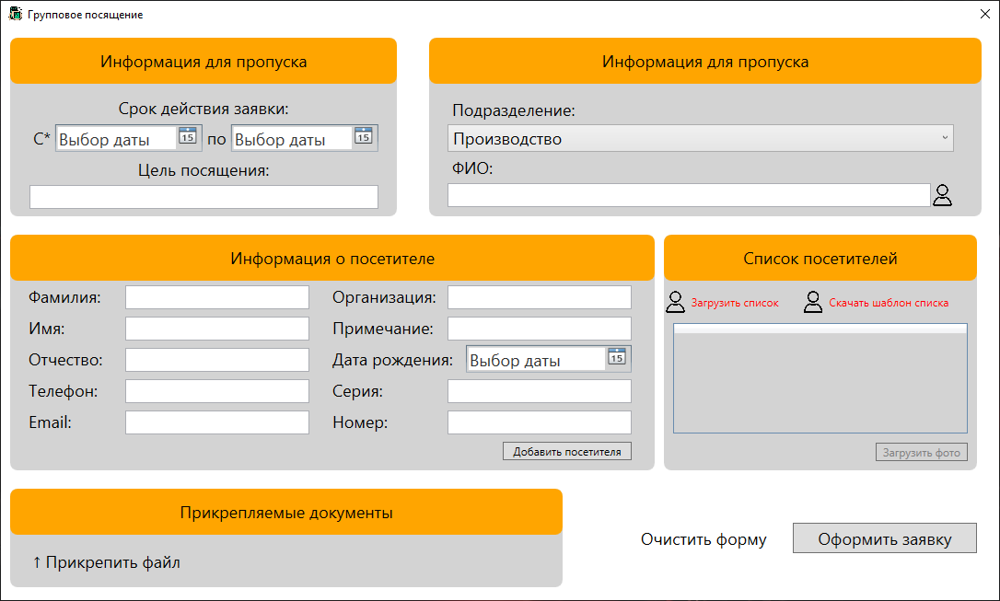 Групповое посящение
Информация для пропуска
Срок действия заявки:
С* Выбор даты 15 по Выбор даты 15
Цель посящения:
Информация для пропуска
Подразделение:
Производство
ФИО:
Информация о посетителе
Фамилия:
Организация:
Имя:
Примечание:
Отчество:
Дата рождения: Выбор даты 15
Телефон:
Серия:
Email:
Номер:
Добавить посетителя
Список посетителей
Загрузить список
Скачать шаблон списка
Загрузить фото
Прикрепляемые документы
↑ Прикрепить файл
Очистить форму
Оформить заявку